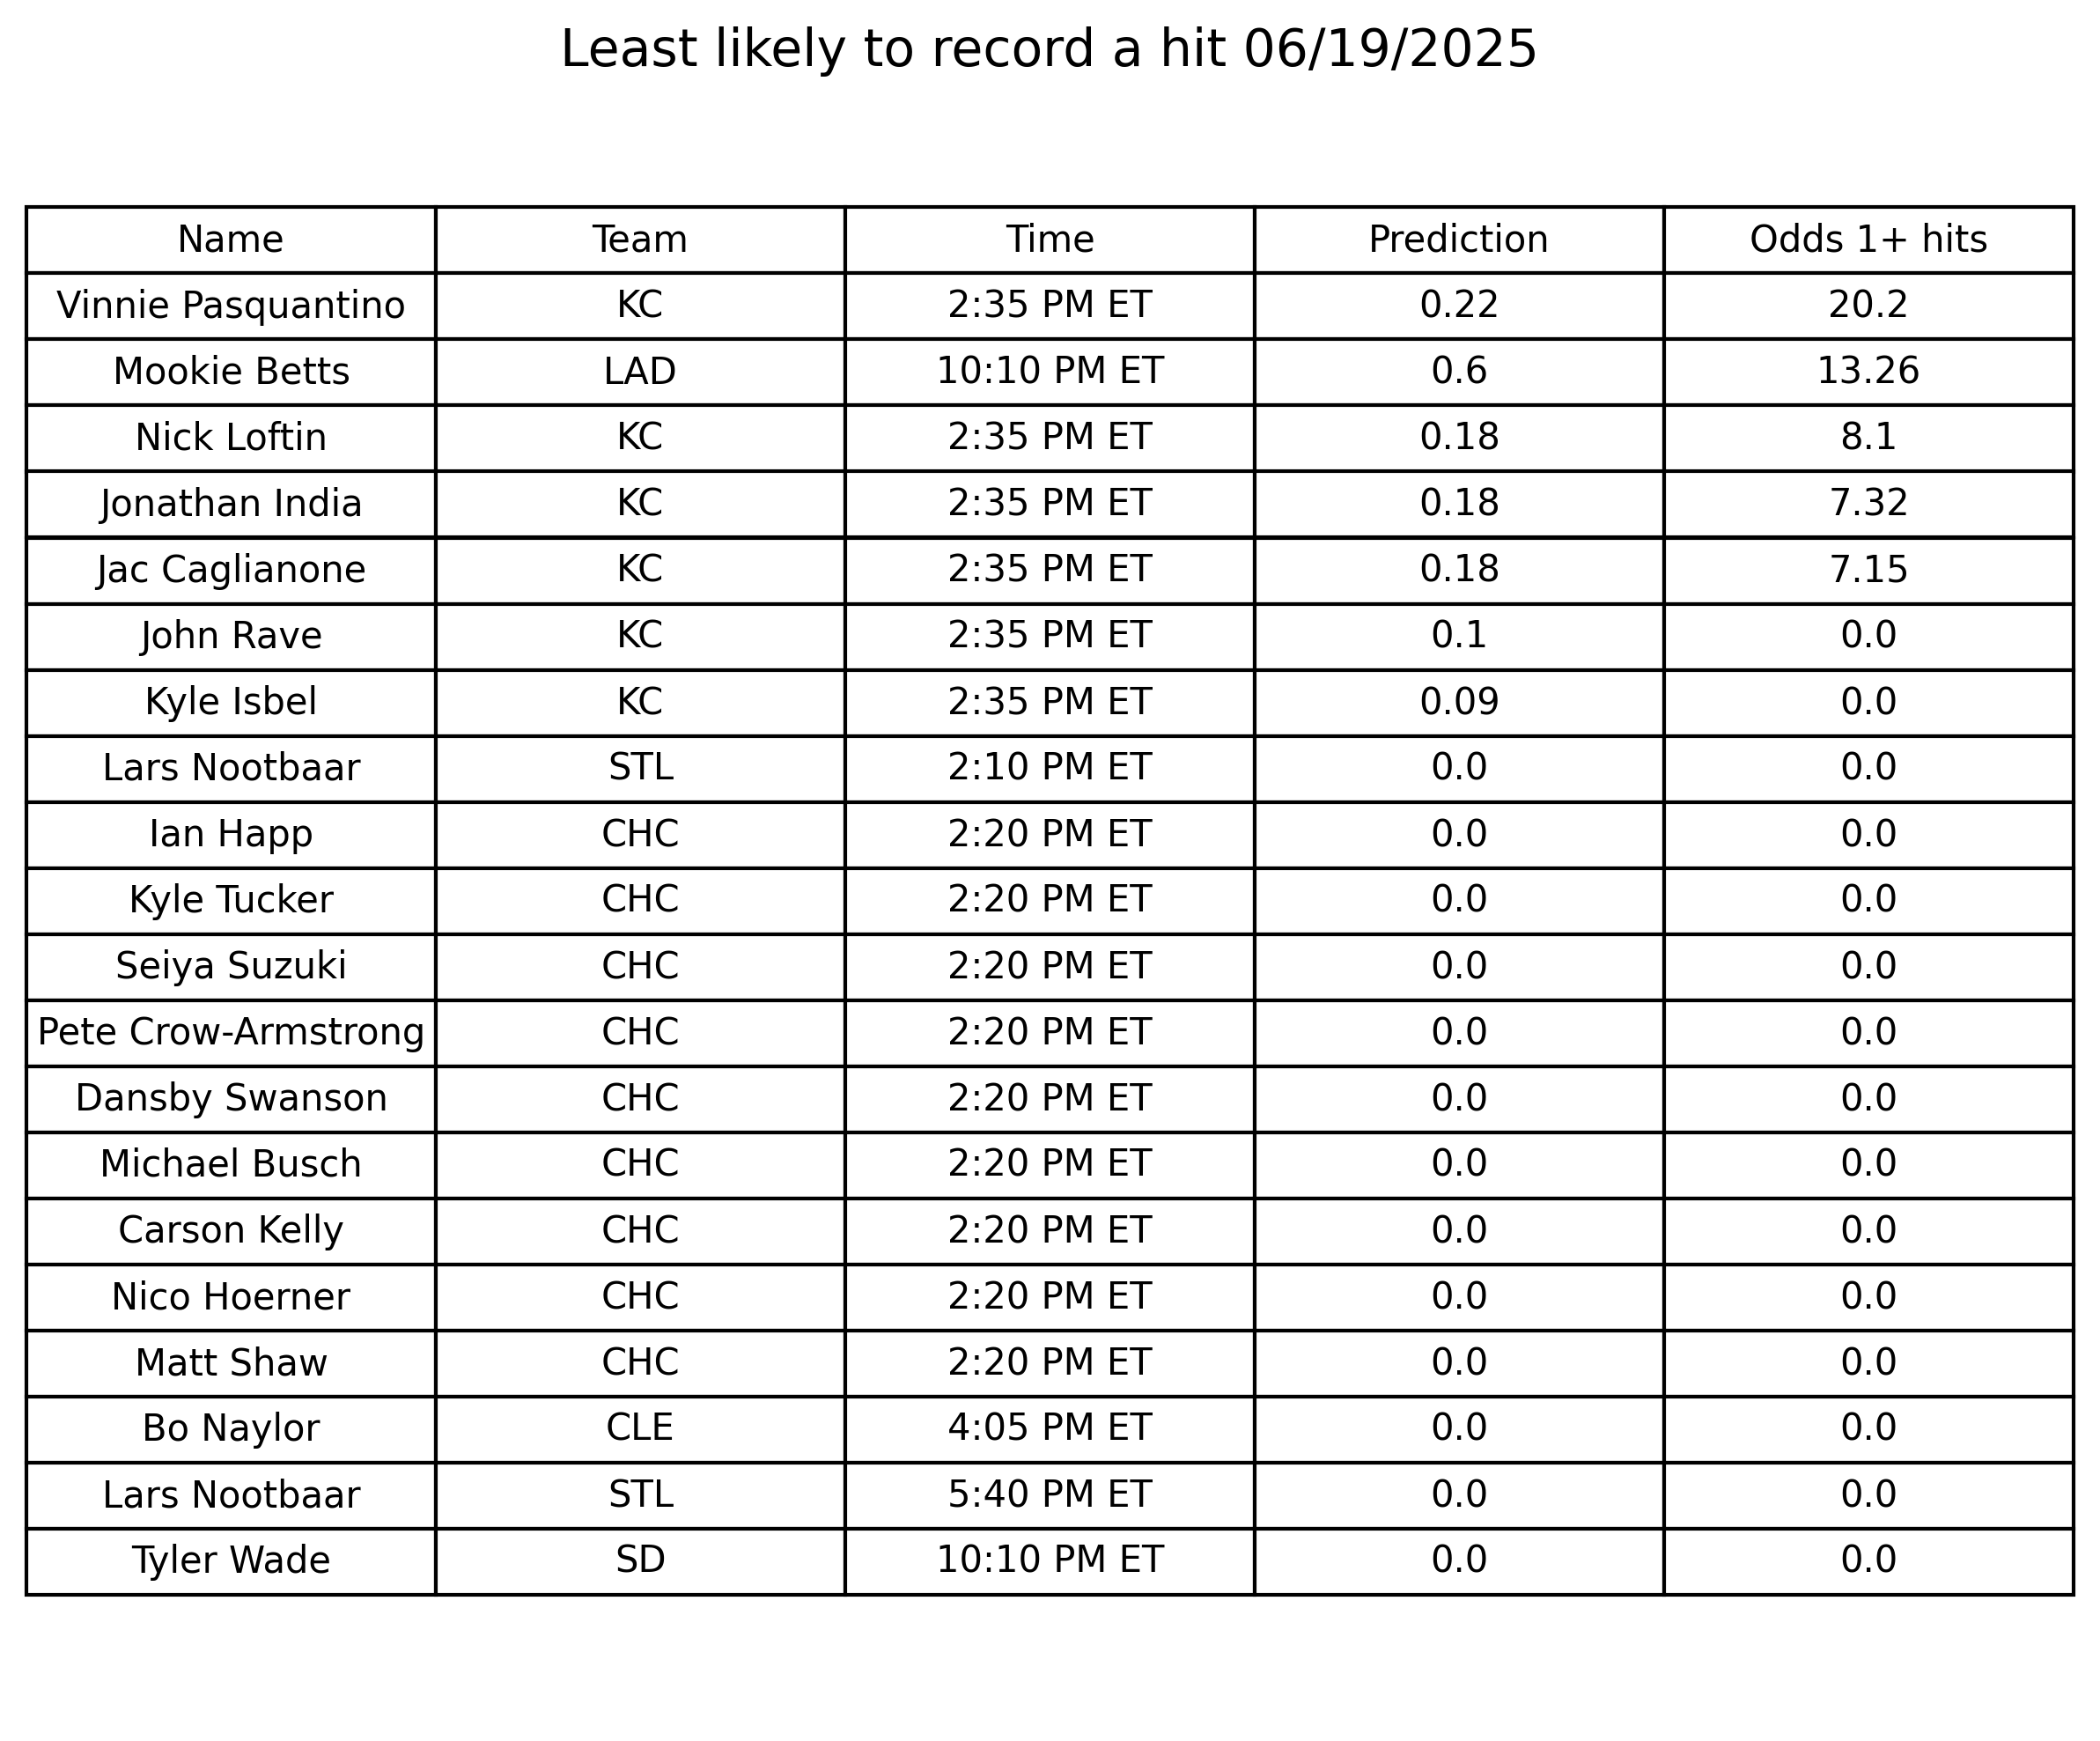 Least likely to record a hit 06/19/2025
Name Team Time Prediction Odds 1+ hits
Vinnie Pasquantino KC 2:35 PM ET 0.22 20.2
Mookie Betts LAD 10:10 PM ET 0.6 13.26
Nick Loftin KC 2:35 PM ET 0.18 8.1
Jonathan India KC 2:35 PM ET 0.18 7.32
Jac Caglianone KC 2:35 PM ET 0.18 7.15
John Rave KC 2:35 PM ET 0.1 0.0
Kyle Isbel KC 2:35 PM ET 0.09 0.0
Lars Nootbaar STL 2:10 PM ET 0.0 0.0
Ian Happ CHC 2:20 PM ET 0.0 0.0
Kyle Tucker CHC 2:20 PM ET 0.0 0.0
Seiya Suzuki CHC 2:20 PM ET 0.0 0.0
Pete Crow-Armstrong CHC 2:20 PM ET 0.0 0.0
Dansby Swanson CHC 2:20 PM ET 0.0 0.0
Michael Busch CHC 2:20 PM ET 0.0 0.0
Carson Kelly CHC 2:20 PM ET 0.0 0.0
Nico Hoerner CHC 2:20 PM ET 0.0 0.0
Matt Shaw CHC 2:20 PM ET 0.0 0.0
Bo Naylor CLE 4:05 PM ET 0.0 0.0
Lars Nootbaar STL 5:40 PM ET 0.0 0.0
Tyler Wade SD 10:10 PM ET 0.0 0.0